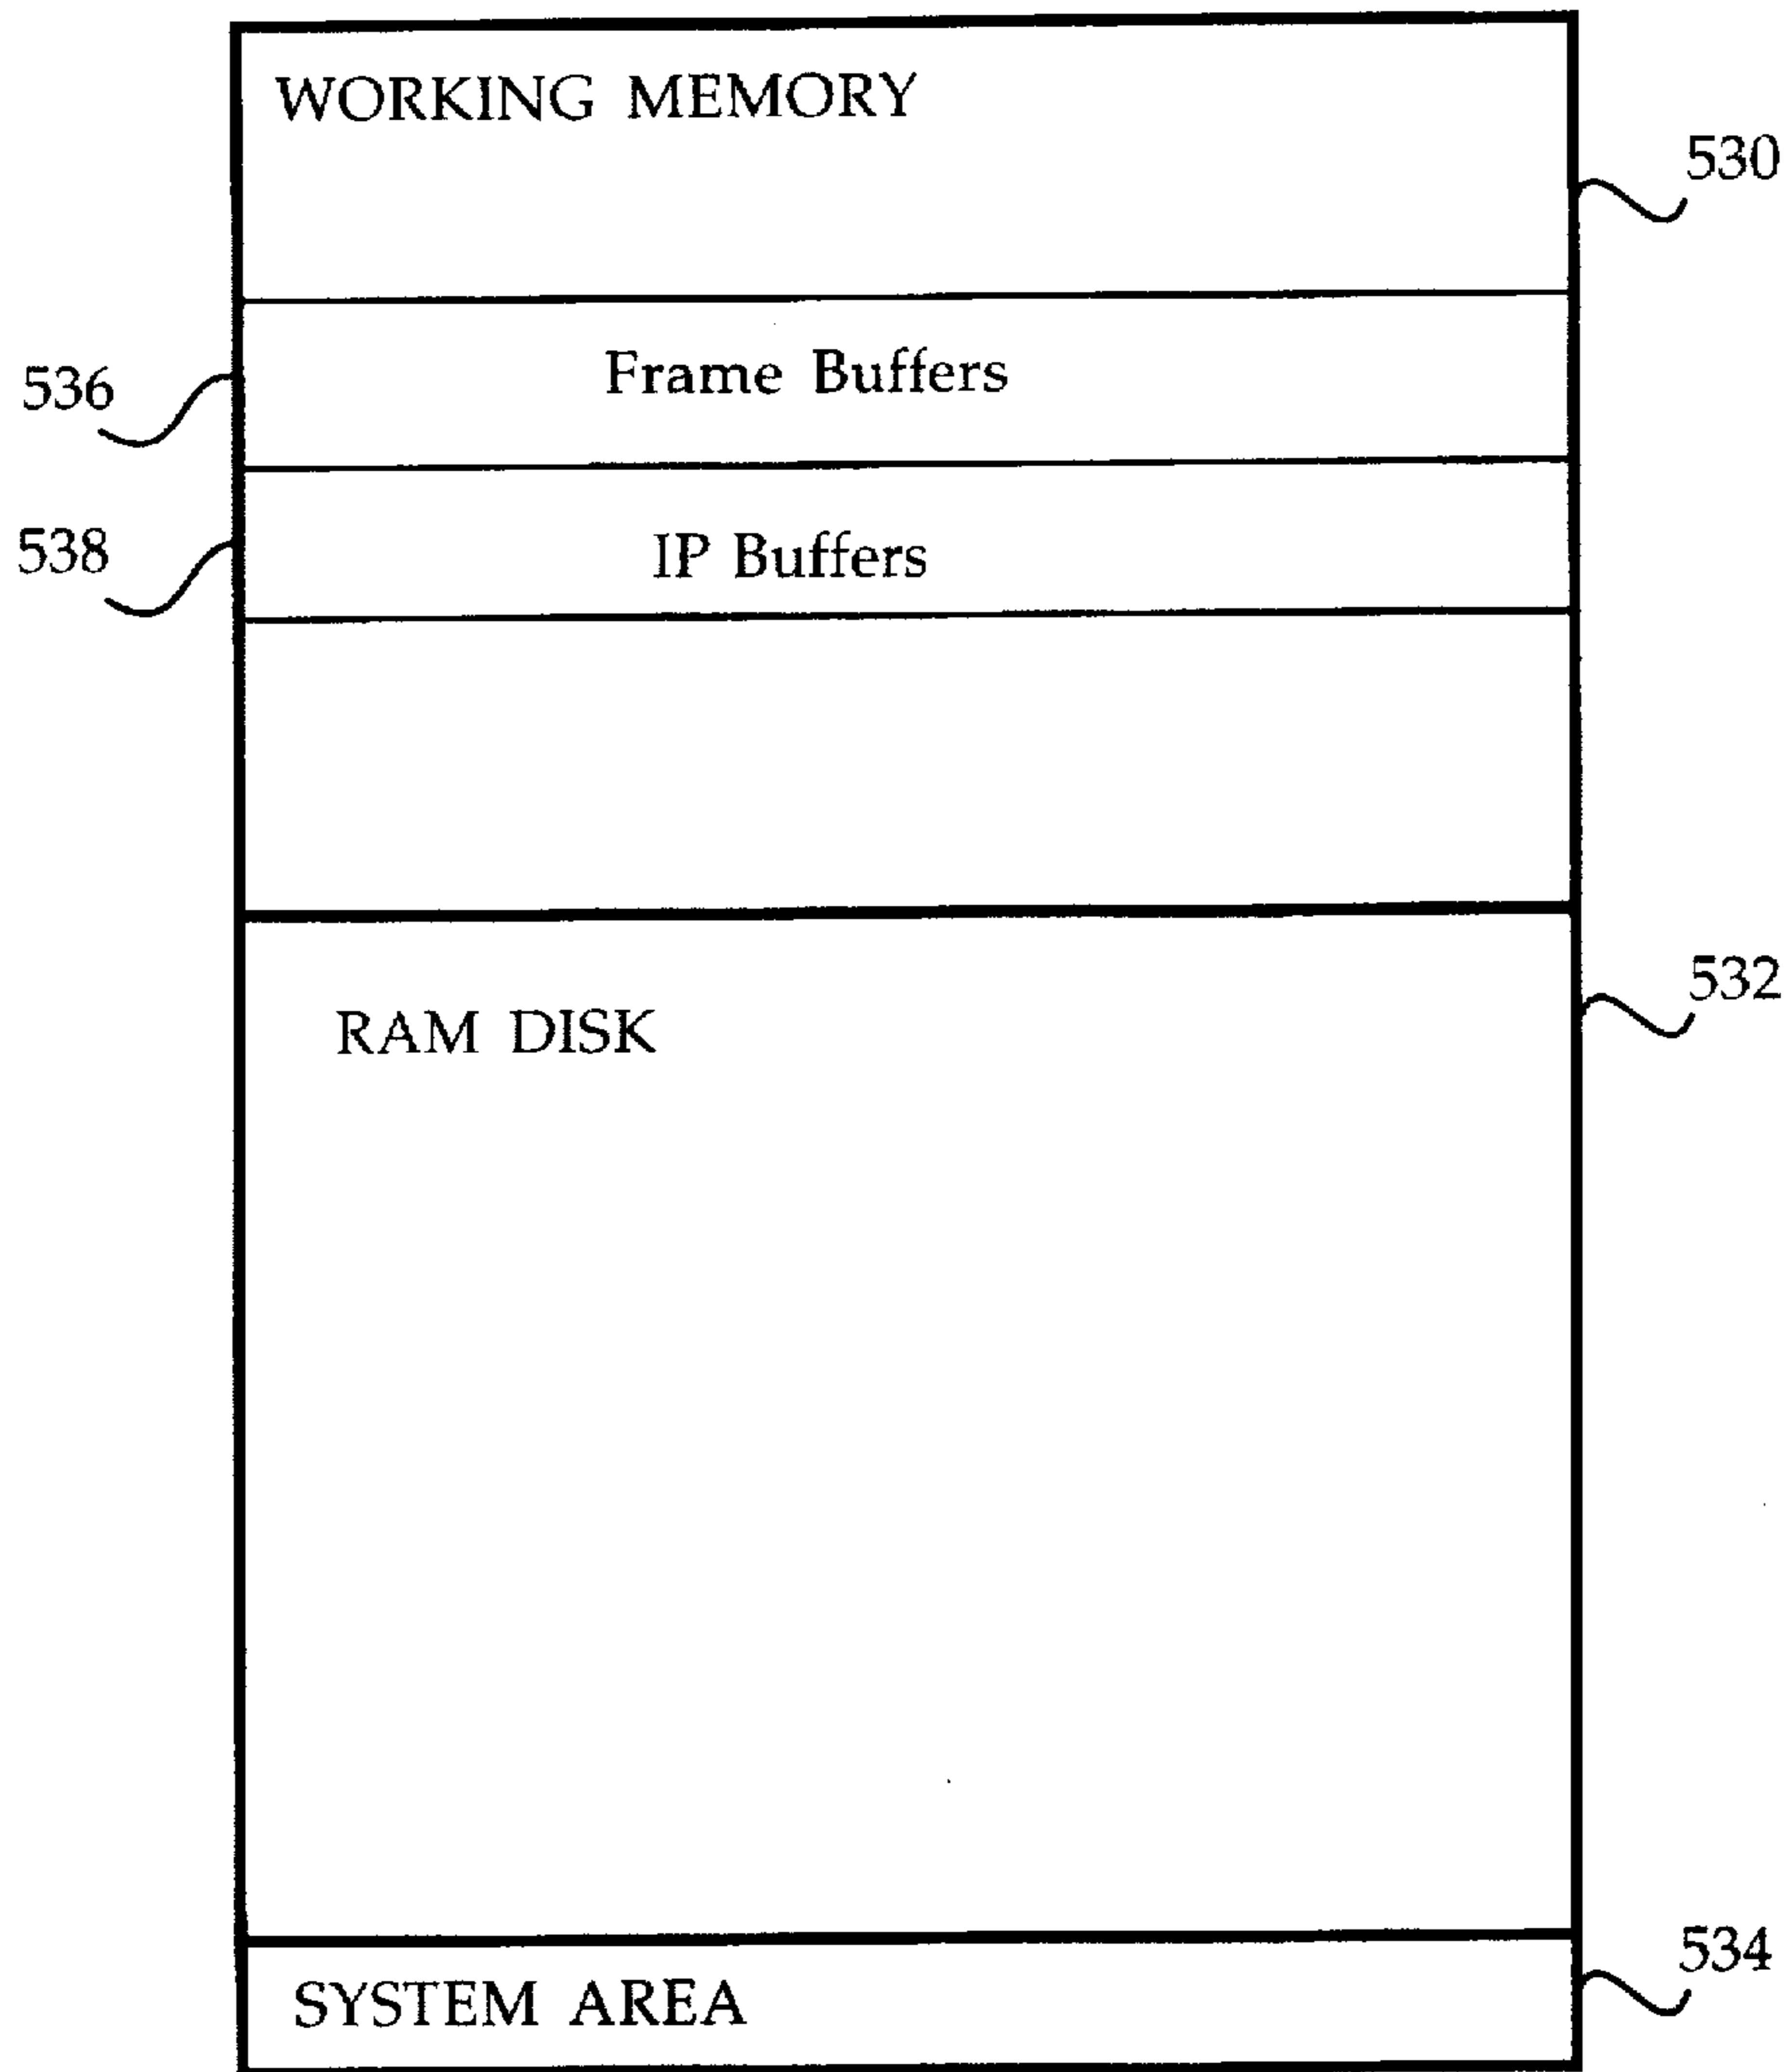 WORKING MEMORY
530
Frame Buffers
536
IP Buffers
538
532
RAM DISK
534
SYSTEM AREA